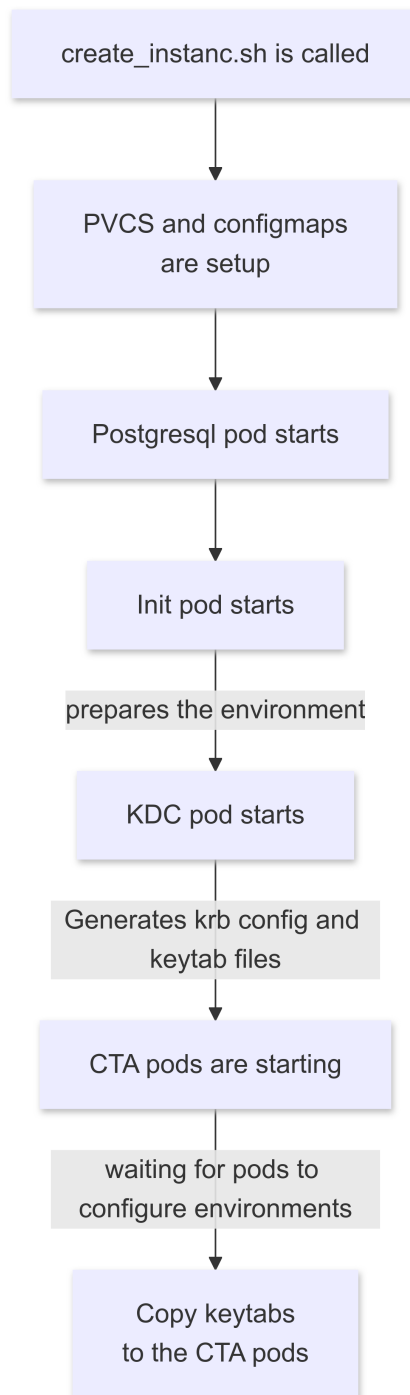 create_instanc.sh is called
PVCS and configmaps
are setup
Postgresql pod starts
Init pod starts
prepares the environment
KDC pod starts
Generates krb config and
keytab files
CTA pods are starting
waiting for pods to
configure environments
Copy keytabs
to the CTA pods